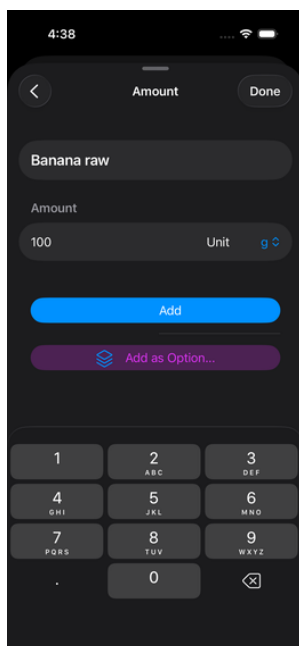 4:38
Amount
Done
Banana raw
Amount
100 Unit g
Add
Add as Option...
1 2 3
ABC DEF
4 5 6
GHI JKL MNO
7 8 9
PQRS TUV WXYZ
. 0